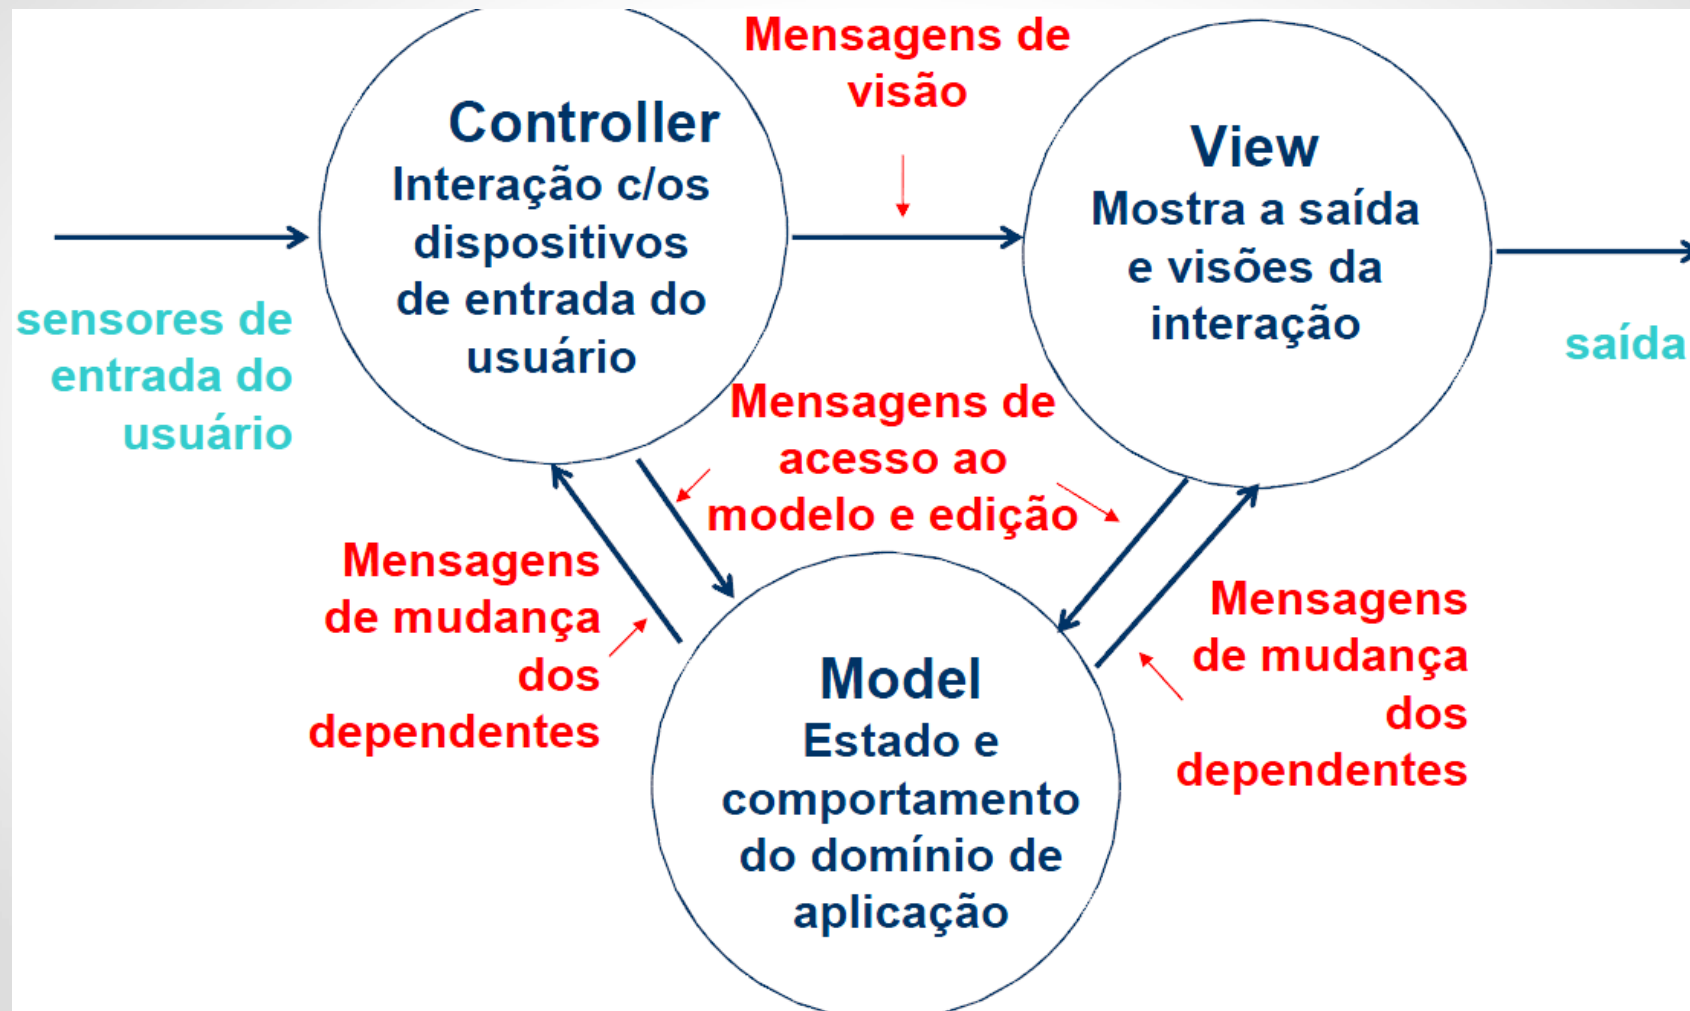 Mensagens de
visão
Controller
Interação c/os
dispositivos
de entrada do
usuário
View
Mostra a saída
e visões da
interação
sensores de
entrada do
usuário
saída
Mensagens de
acesso ao
modelo e edição
Mensagens
de mudança
dos
dependentes
Model
Estado e
comportamento
do domínio de
aplicação
Mensagens
de mudança
dos
dependentes